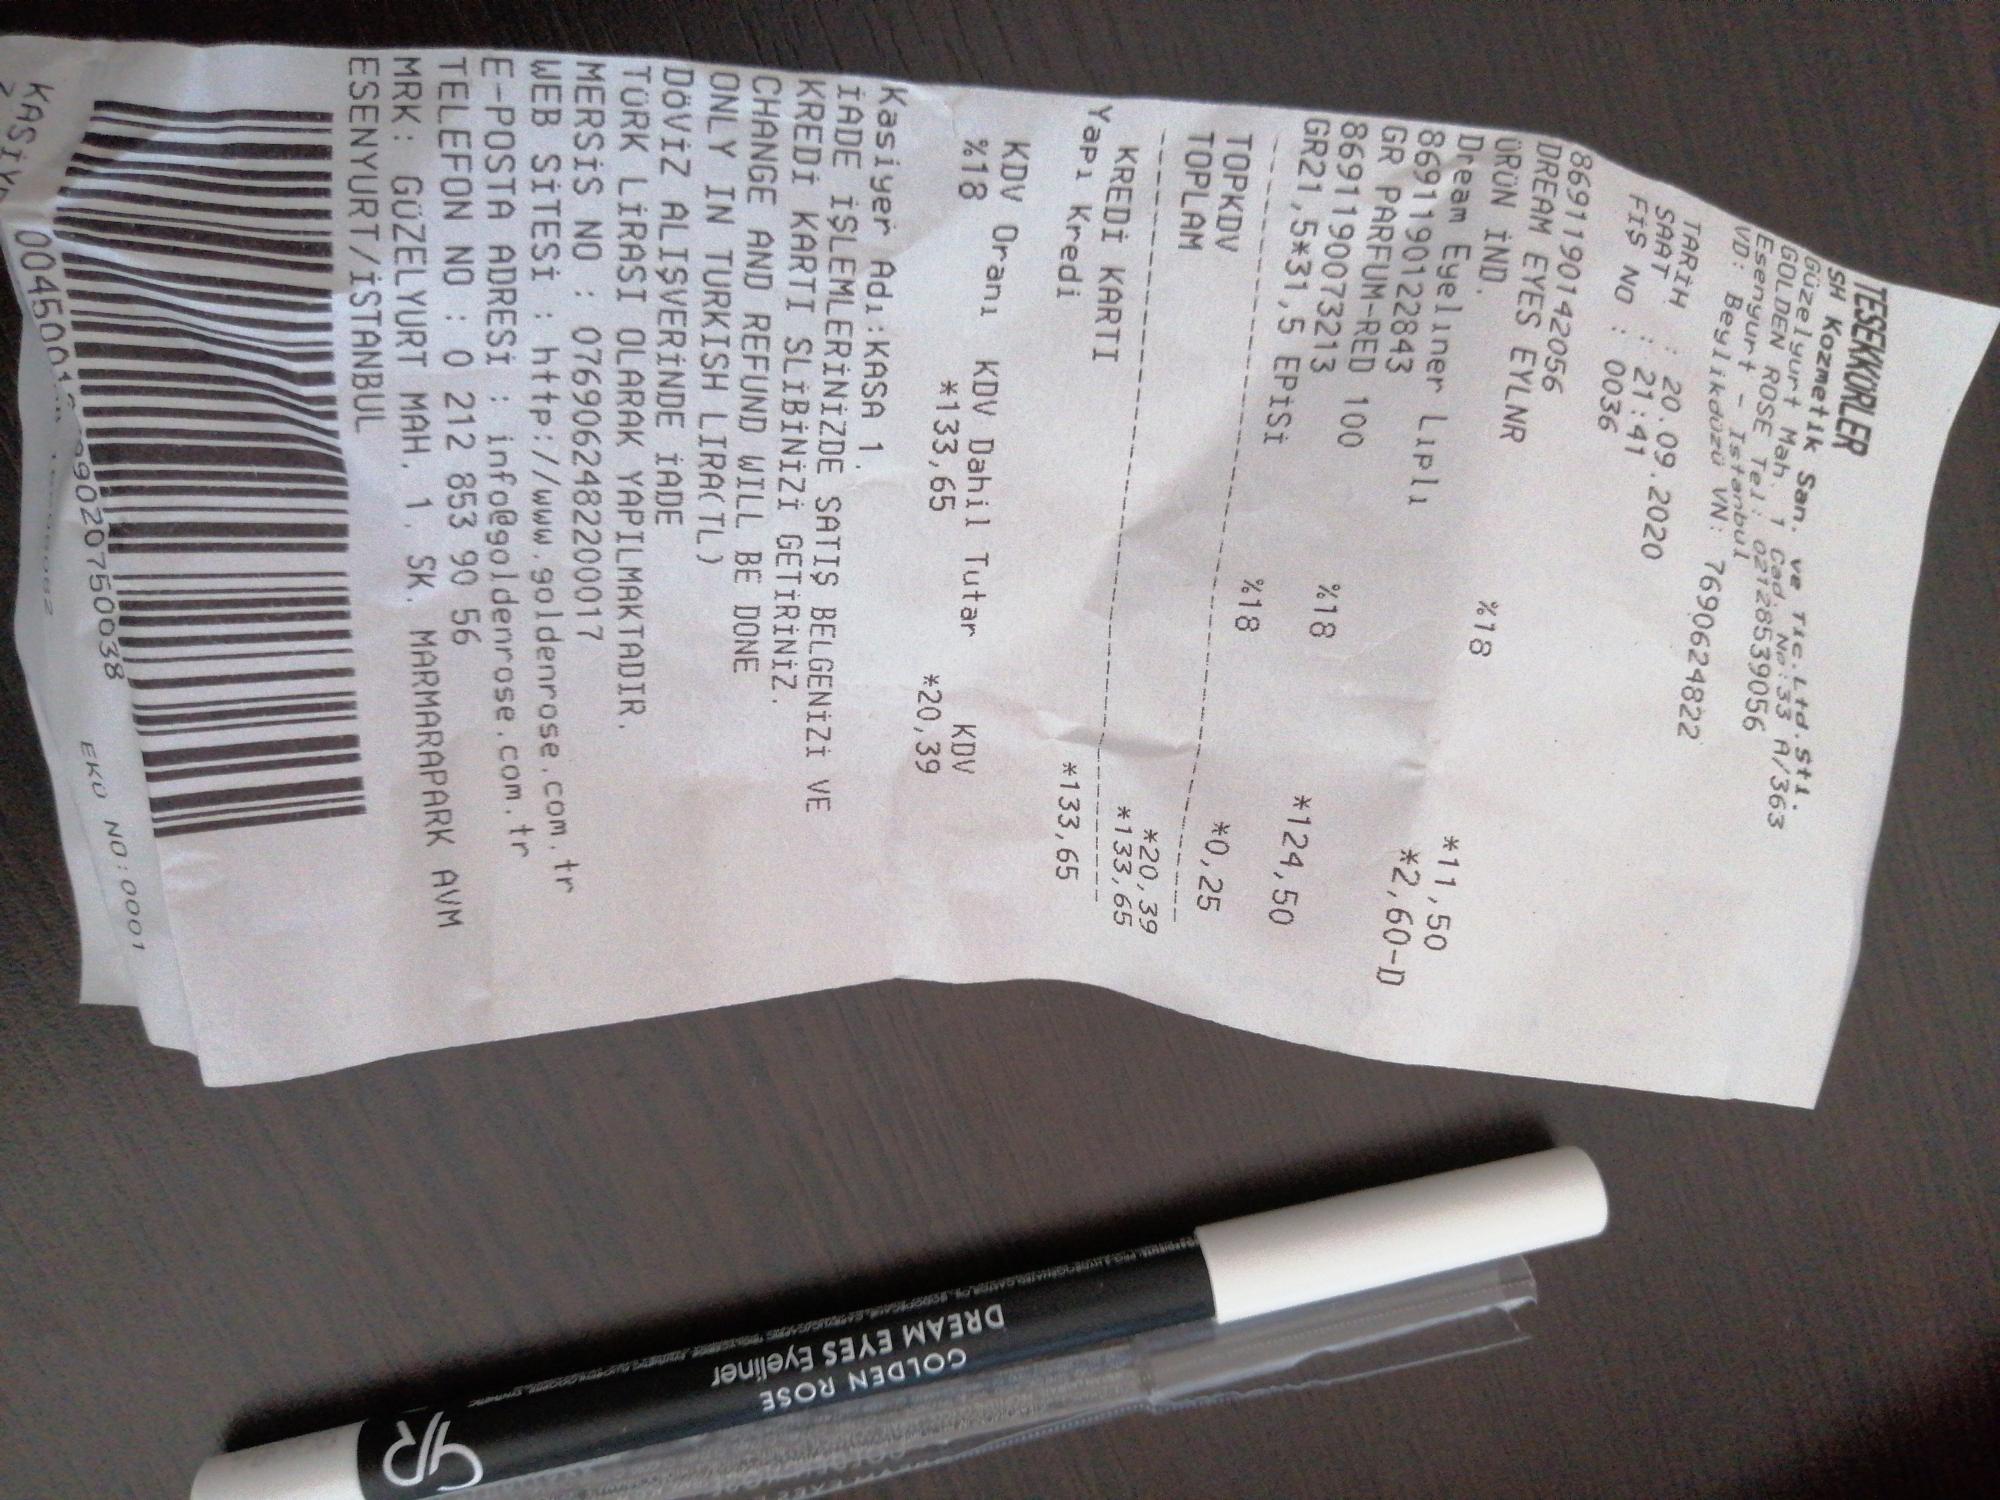 TESEKKÜRLER
SH Kozmetik San. ve Tic.Ltd.Sti.
Güzelyurt Mah. 1 Cad. No:33 A/363
GOLDEN ROSE Tel: 02128539056
Esenyurt - Istanbul
VD: Beylikdüzü VN: 7690624822
TARİH : 20.09.2020
SAAT : 21:41
FİŞ NO : 0036
8691190142056
DREAM EYES EYLNR %18 *11,50
ÜRÜN İND. *2,60-D
Dream Eyeliner Lıplı
8691190122843
GR PARFUM-RED 100 %18 *124,50
8691190073213
GR21,5*31,5 EPİSİ %18 *0,25
TOPKDV *20,39
TOPLAM *133,65
KREDİ KARTI *133,65
Yapı Kredi
KDV Oranı KDV Dahil Tutar KDV
%18 *133,65 *20,39
Kasiyer Adı:KASA 1.
İADE İŞLEMLERİNİZDE SATIŞ BELGENİZİ VE
KREDİ KARTI SLİBİNİZİ GETİRİNİZ.
CHANGE AND REFUND WILL BE DONE
ONLY IN TURKISH LIRA(TL)
DÖVİZ ALIŞVERİNDE İADE
TÜRK LİRASI OLARAK YAPILMAKTADIR.
MERSİS NO : 0769062482200017
WEB SİTESİ : http://www.goldenrose.com.tr
E-POSTA ADRESİ : info@goldenrose.com.tr
TELEFON NO : 0 212 853 90 56
MRK: GÜZELYURT MAH. 1. SK. MARMARAPARK AVM
ESENYURT/İSTANBUL
EKÜ NO:0001
GOLDEN ROSE
DREAM EYES Eyeliner
GR